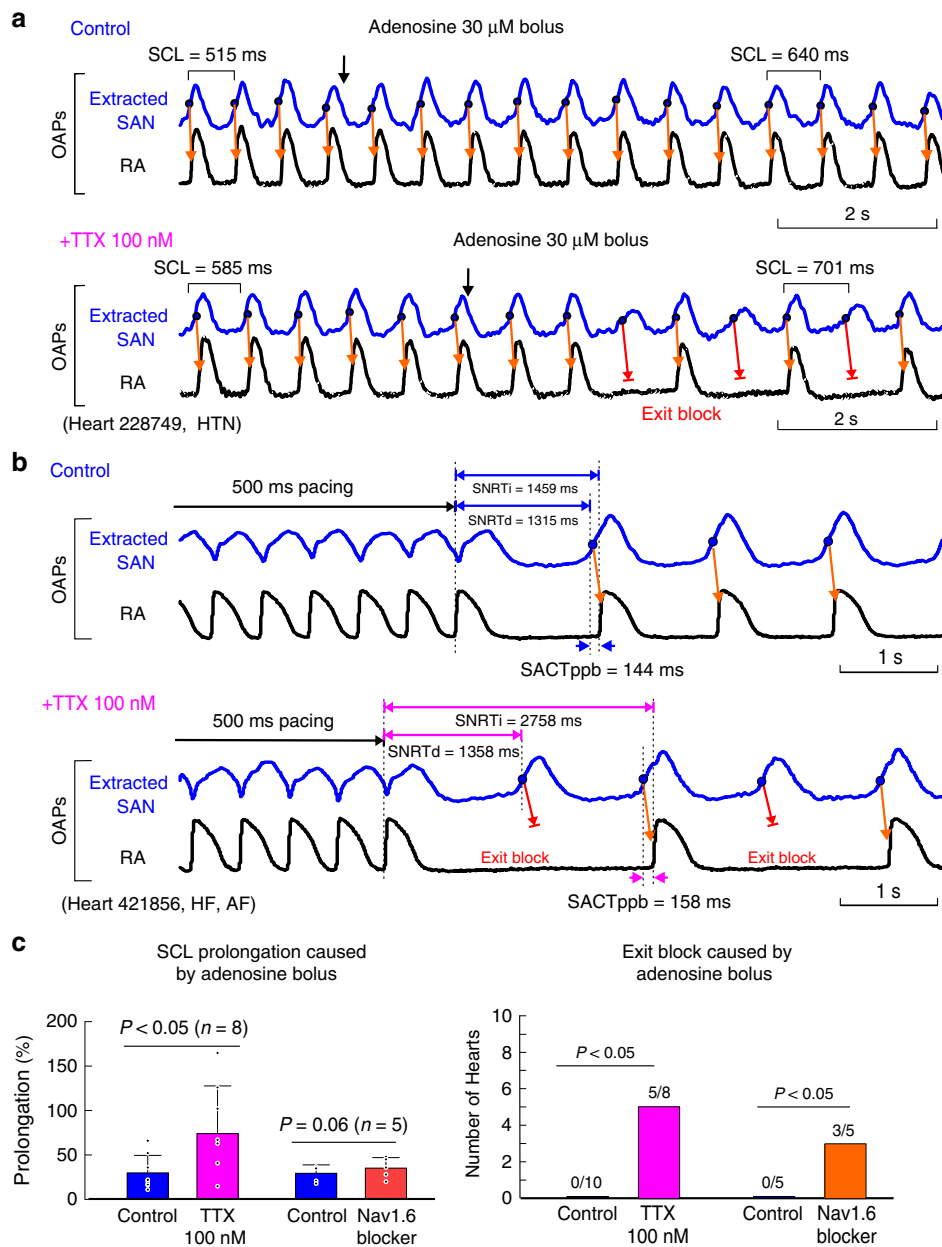 a
Control
Adenosine 30 μM bolus
SCL = 515 ms
SCL = 640 ms
OAPs
Extracted
SAN
RA
2 s
+TTX 100 nM
Adenosine 30 μM bolus
SCL = 585 ms
SCL = 701 ms
OAPs
Extracted
SAN
RA
Exit block
2 s
(Heart 228749, HTN)
b
Control
500 ms pacing
SNRTi = 1459 ms
SNRTd = 1315 ms
OAPs
Extracted
SAN
RA
SACTppb = 144 ms
1 s
+TTX 100 nM
500 ms pacing
SNRTi = 2758 ms
SNRTd = 1358 ms
OAPs
Extracted
SAN
RA
Exit block
Exit block
SACTppb = 158 ms
1 s
(Heart 421856, HF, AF)
c
SCL prolongation caused
by adenosine bolus
Prolongation (%)
200
150
100
50
0
P < 0.05 (n = 8)
P = 0.06 (n = 5)
Control
TTX
100 nM
Control
Nav1.6
blocker
Exit block caused by
adenosine bolus
Number of Hearts
10
8
6
4
2
0
P < 0.05
P < 0.05
0/10
5/8
0/5
3/5
Control
TTX
100 nM
Control
Nav1.6
blocker